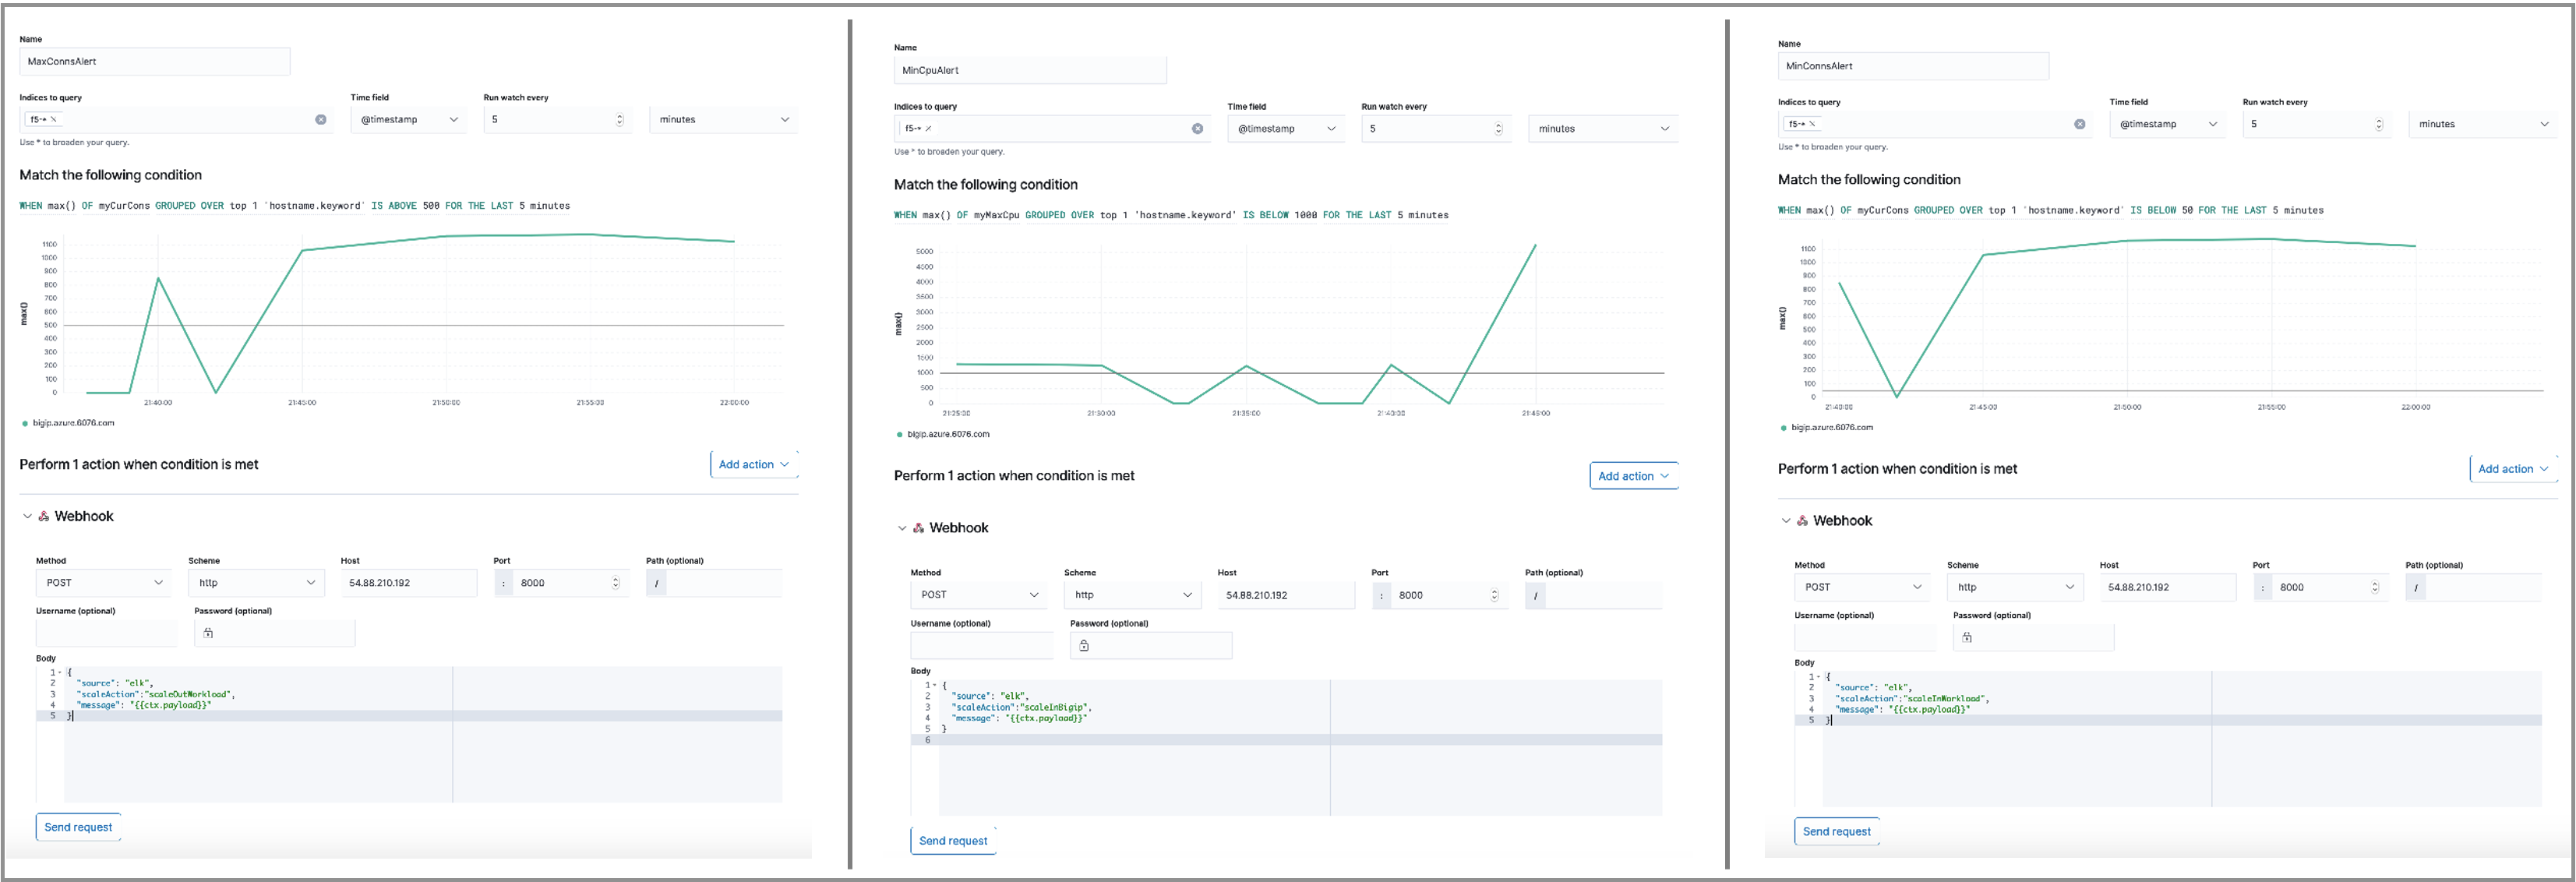 Name
MaxConnsAlert
Indices to query
Time field
Run watch every
f5-*
@timestamp
5
minutes
Use * to broaden your query.
Match the following condition
WHEN max() OF myCurCons GROUPED OVER top 1 'hostname.keyword' IS ABOVE 500 FOR THE LAST 5 minutes
max()
1100
1000
900
800
700
600
500
400
300
200
100
0
21:40:00
21:45:00
21:50:00
21:55:00
22:00:00
bigip.azure.6076.com
Perform 1 action when condition is met
Add action
Webhook
Method
Scheme
Host
Port
Path (optional)
POST
http
54.88.210.192
:
8000
/
Username (optional)
Password (optional)
Body
1 {
2 "source": "elk",
3 "scaleAction":"scaleOutWorkload",
4 "message": "{{ctx.payload}}"
5 }
Send request
Name
MinCpuAlert
Indices to query
Time field
Run watch every
f5-*
@timestamp
5
minutes
Use * to broaden your query.
Match the following condition
WHEN max() OF myMaxCpu GROUPED OVER top 1 'hostname.keyword' IS BELOW 1000 FOR THE LAST 5 minutes
max()
5000
4500
4000
3500
3000
2500
2000
1500
1000
500
0
21:25:00
21:30:00
21:35:00
21:40:00
21:45:00
bigip.azure.6076.com
Perform 1 action when condition is met
Add action
Webhook
Method
Scheme
Host
Port
Path (optional)
POST
http
54.88.210.192
:
8000
/
Username (optional)
Password (optional)
Body
1 {
2 "source": "elk",
3 "scaleAction":"scaleInBigip",
4 "message": "{{ctx.payload}}"
5 }
6
Send request
Name
MinConnsAlert
Indices to query
Time field
Run watch every
f5-*
@timestamp
5
minutes
Use * to broaden your query.
Match the following condition
WHEN max() OF myCurCons GROUPED OVER top 1 'hostname.keyword' IS BELOW 50 FOR THE LAST 5 minutes
max()
1100
1000
900
800
700
600
500
400
300
200
100
0
21:40:00
21:45:00
21:50:00
21:55:00
22:00:00
bigip.azure.6076.com
Perform 1 action when condition is met
Add action
Webhook
Method
Scheme
Host
Port
Path (optional)
POST
http
54.88.210.192
:
8000
/
Username (optional)
Password (optional)
Body
1 {
2 "source": "elk",
3 "scaleAction":"scaleInWorkload",
4 "message": "{{ctx.payload}}"
5 }
Send request